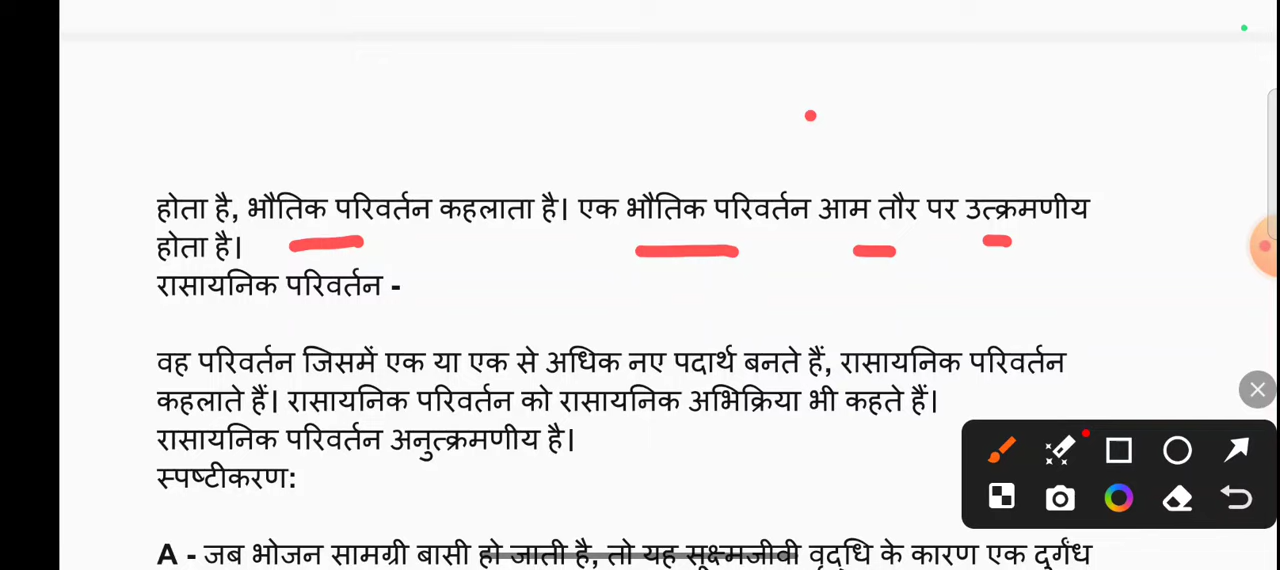 होता है, भौतिक परिवर्तन कहलाता है। एक भौतिक परिवर्तन आम तौर पर उत्क्रमणीय
होता है।
रासायनिक परिवर्तन -
वह परिवर्तन जिसमें एक या एक से अधिक नए पदार्थ बनते हैं, रासायनिक परिवर्तन
कहलाते हैं। रासायनिक परिवर्तन को रासायनिक अभिक्रिया भी कहते हैं।
रासायनिक परिवर्तन अनुत्क्रमणीय है।
स्पष्टीकरण:
A - जब भोजन सामग्री बासी हो जाती है, तो यह सूक्ष्मजीवी वृद्धि के कारण एक दुर्गंध